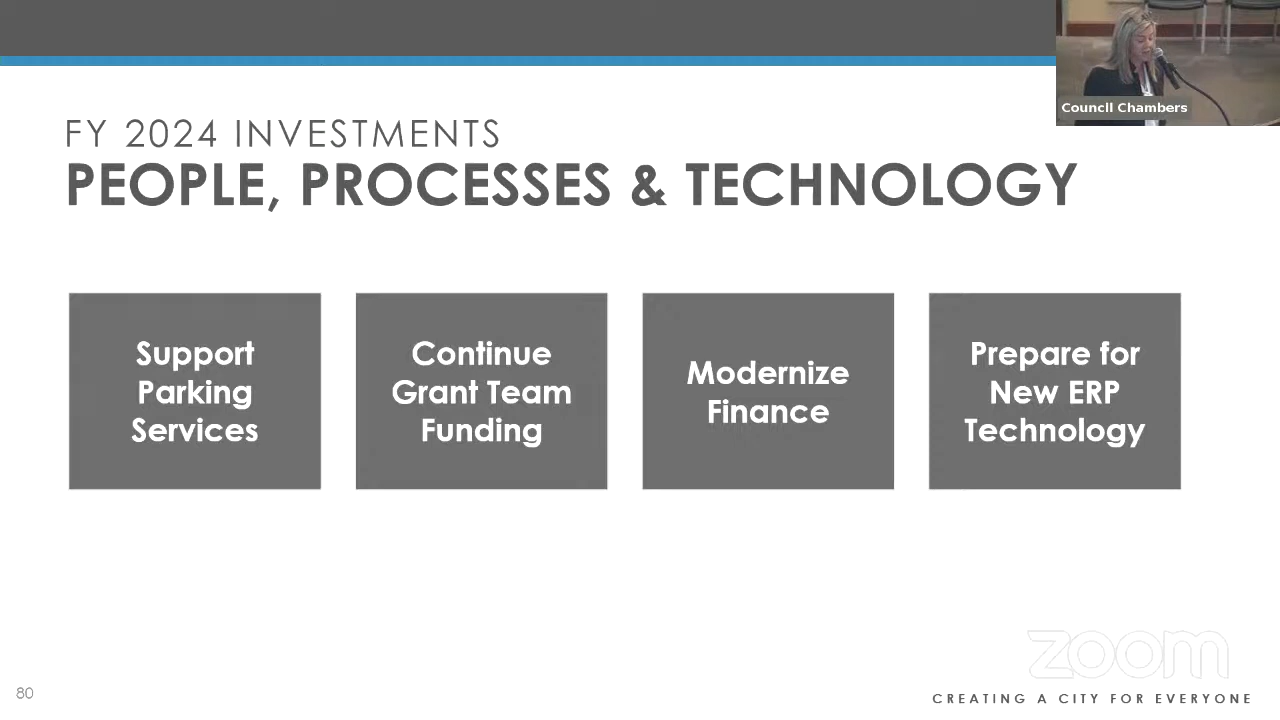 Council Chambers
FY 2024 INVESTMENTS
PEOPLE, PROCESSES & TECHNOLOGY
Support
Parking
Services
Continue
Grant Team
Funding
Modernize
Finance
Prepare for
New ERP
Technology
zoom
80
CREATING A CITY FOR EVERYONE